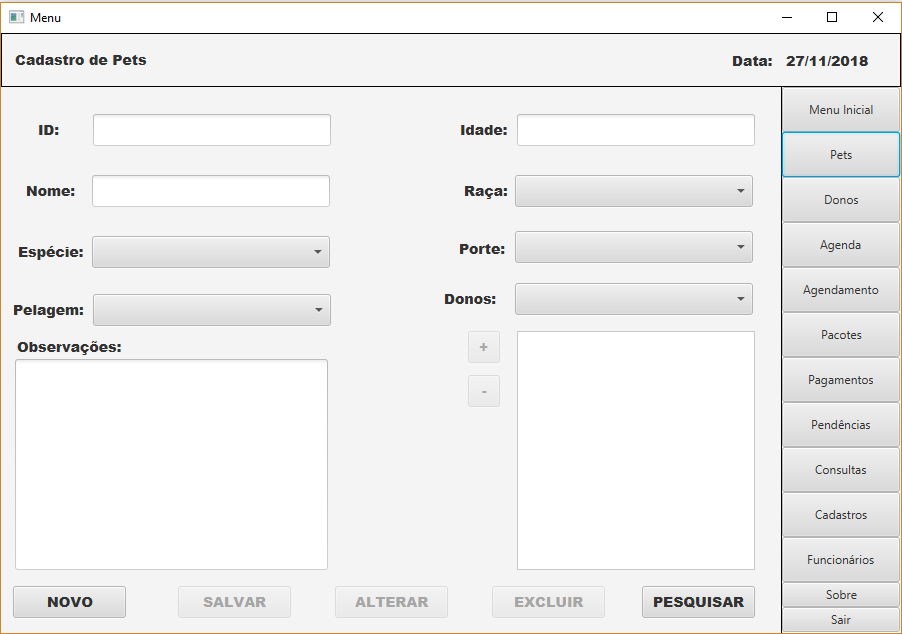 Menu
Cadastro de Pets
Data: 27/11/2018
ID:
Idade:
Nome:
Raça:
Espécie:
Porte:
Pelagem:
Donos:
Observações:
+
-
NOVO
SALVAR
ALTERAR
EXCLUIR
PESQUISAR
Menu Inicial
Pets
Donos
Agenda
Agendamento
Pacotes
Pagamentos
Pendências
Consultas
Cadastros
Funcionários
Sobre
Sair